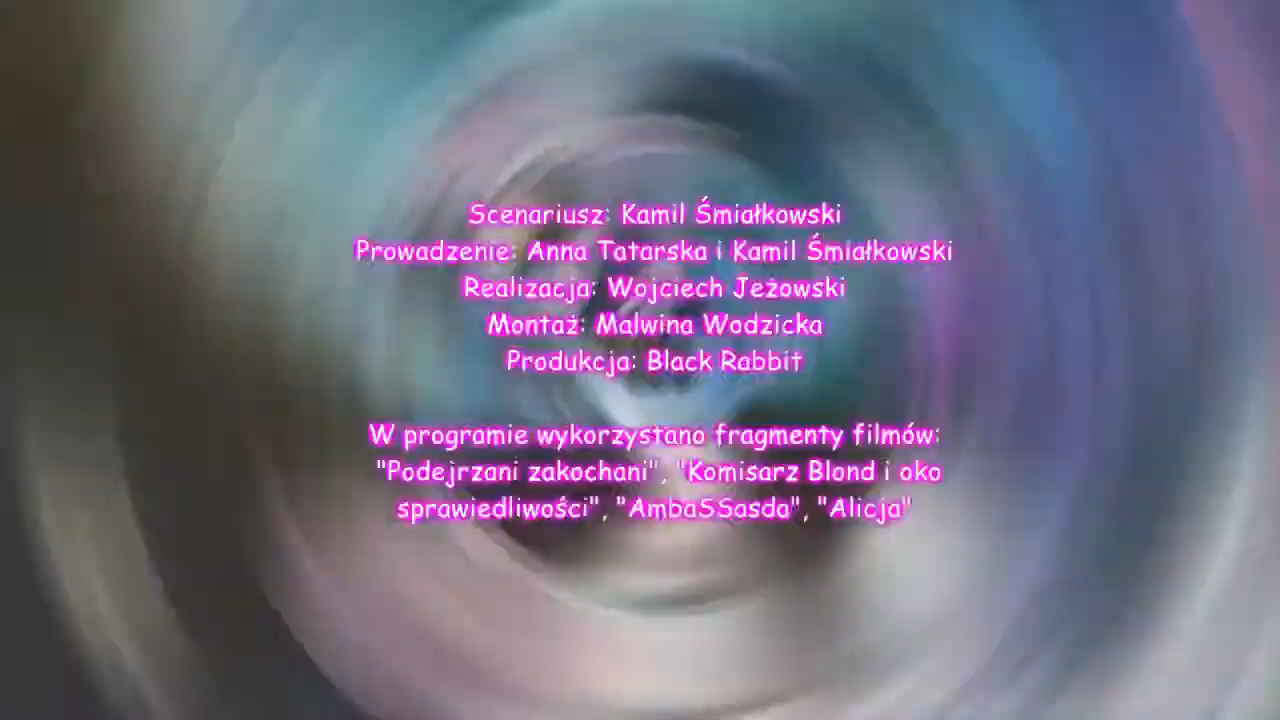 Scenariusz: Kamil Śmiałkowski
Prowadzenie: Anna Tatarska i Kamil Śmiałkowski
Realizacja: Wojciech Jeżowski
Montaż: Malwina Wodzicka
Produkcja: Black Rabbit
W programie wykorzystano fragmenty filmów:
"Podejrzani zakochani", "Komisarz Blond i oko
sprawiedliwości", "AmbaSSasda", "Alicja"